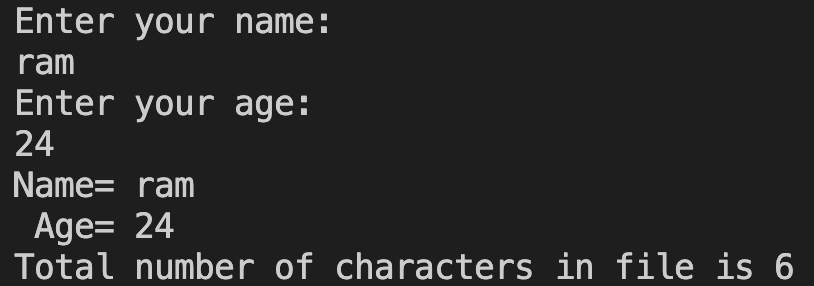 Enter your name:
ram
Enter your age:
24
Name= ram
 Age= 24
Total number of characters in file is 6